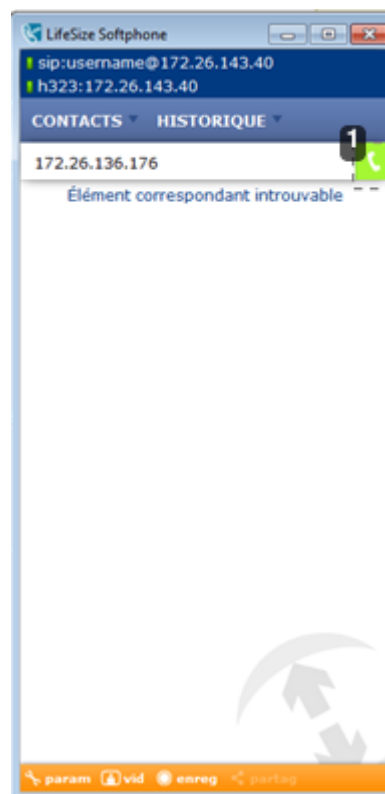 LifeSize Softphone
sip:username@172.26.143.40
h323:172.26.143.40
CONTACTS HISTORIQUE
1
172.26.136.176
Élément correspondant introuvable
param vid enreg partag